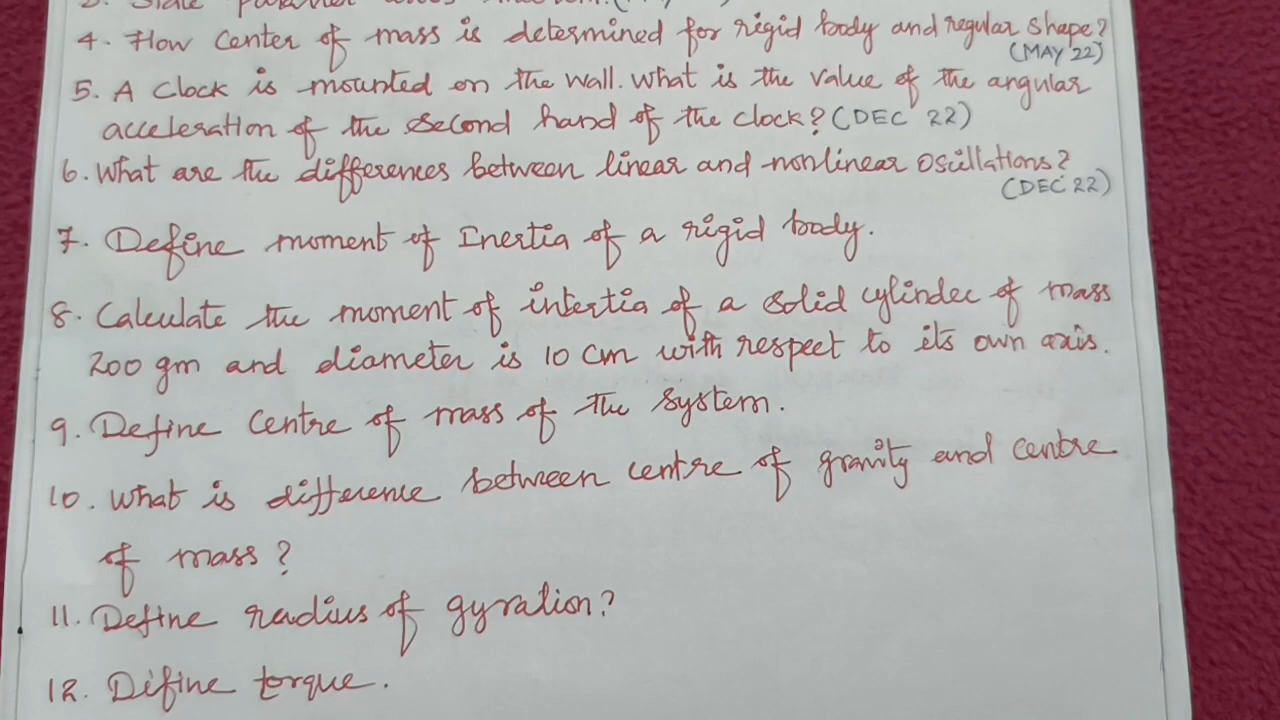 4. How Center of mass is determined for rigid body and regular shape?
(MAY 22)
5. A Clock is mounted on the wall. What is the value of the angular
acceleration of the second hand of the clock? (DEC 22)
6. What are the differences between linear and nonlinear oscillations?
(DEC 22)
7. Define moment of Inertia of a rigid body.
8. Calculate the moment of intertia of a solid cylinder of mass
200 gm and diameter is 10 cm with respect to its own axis.
9. Define Centre of mass of the system.
10. What is difference between centre of gravity and centre
of mass?
11. Define radius of gyration?
12. Difine torque.